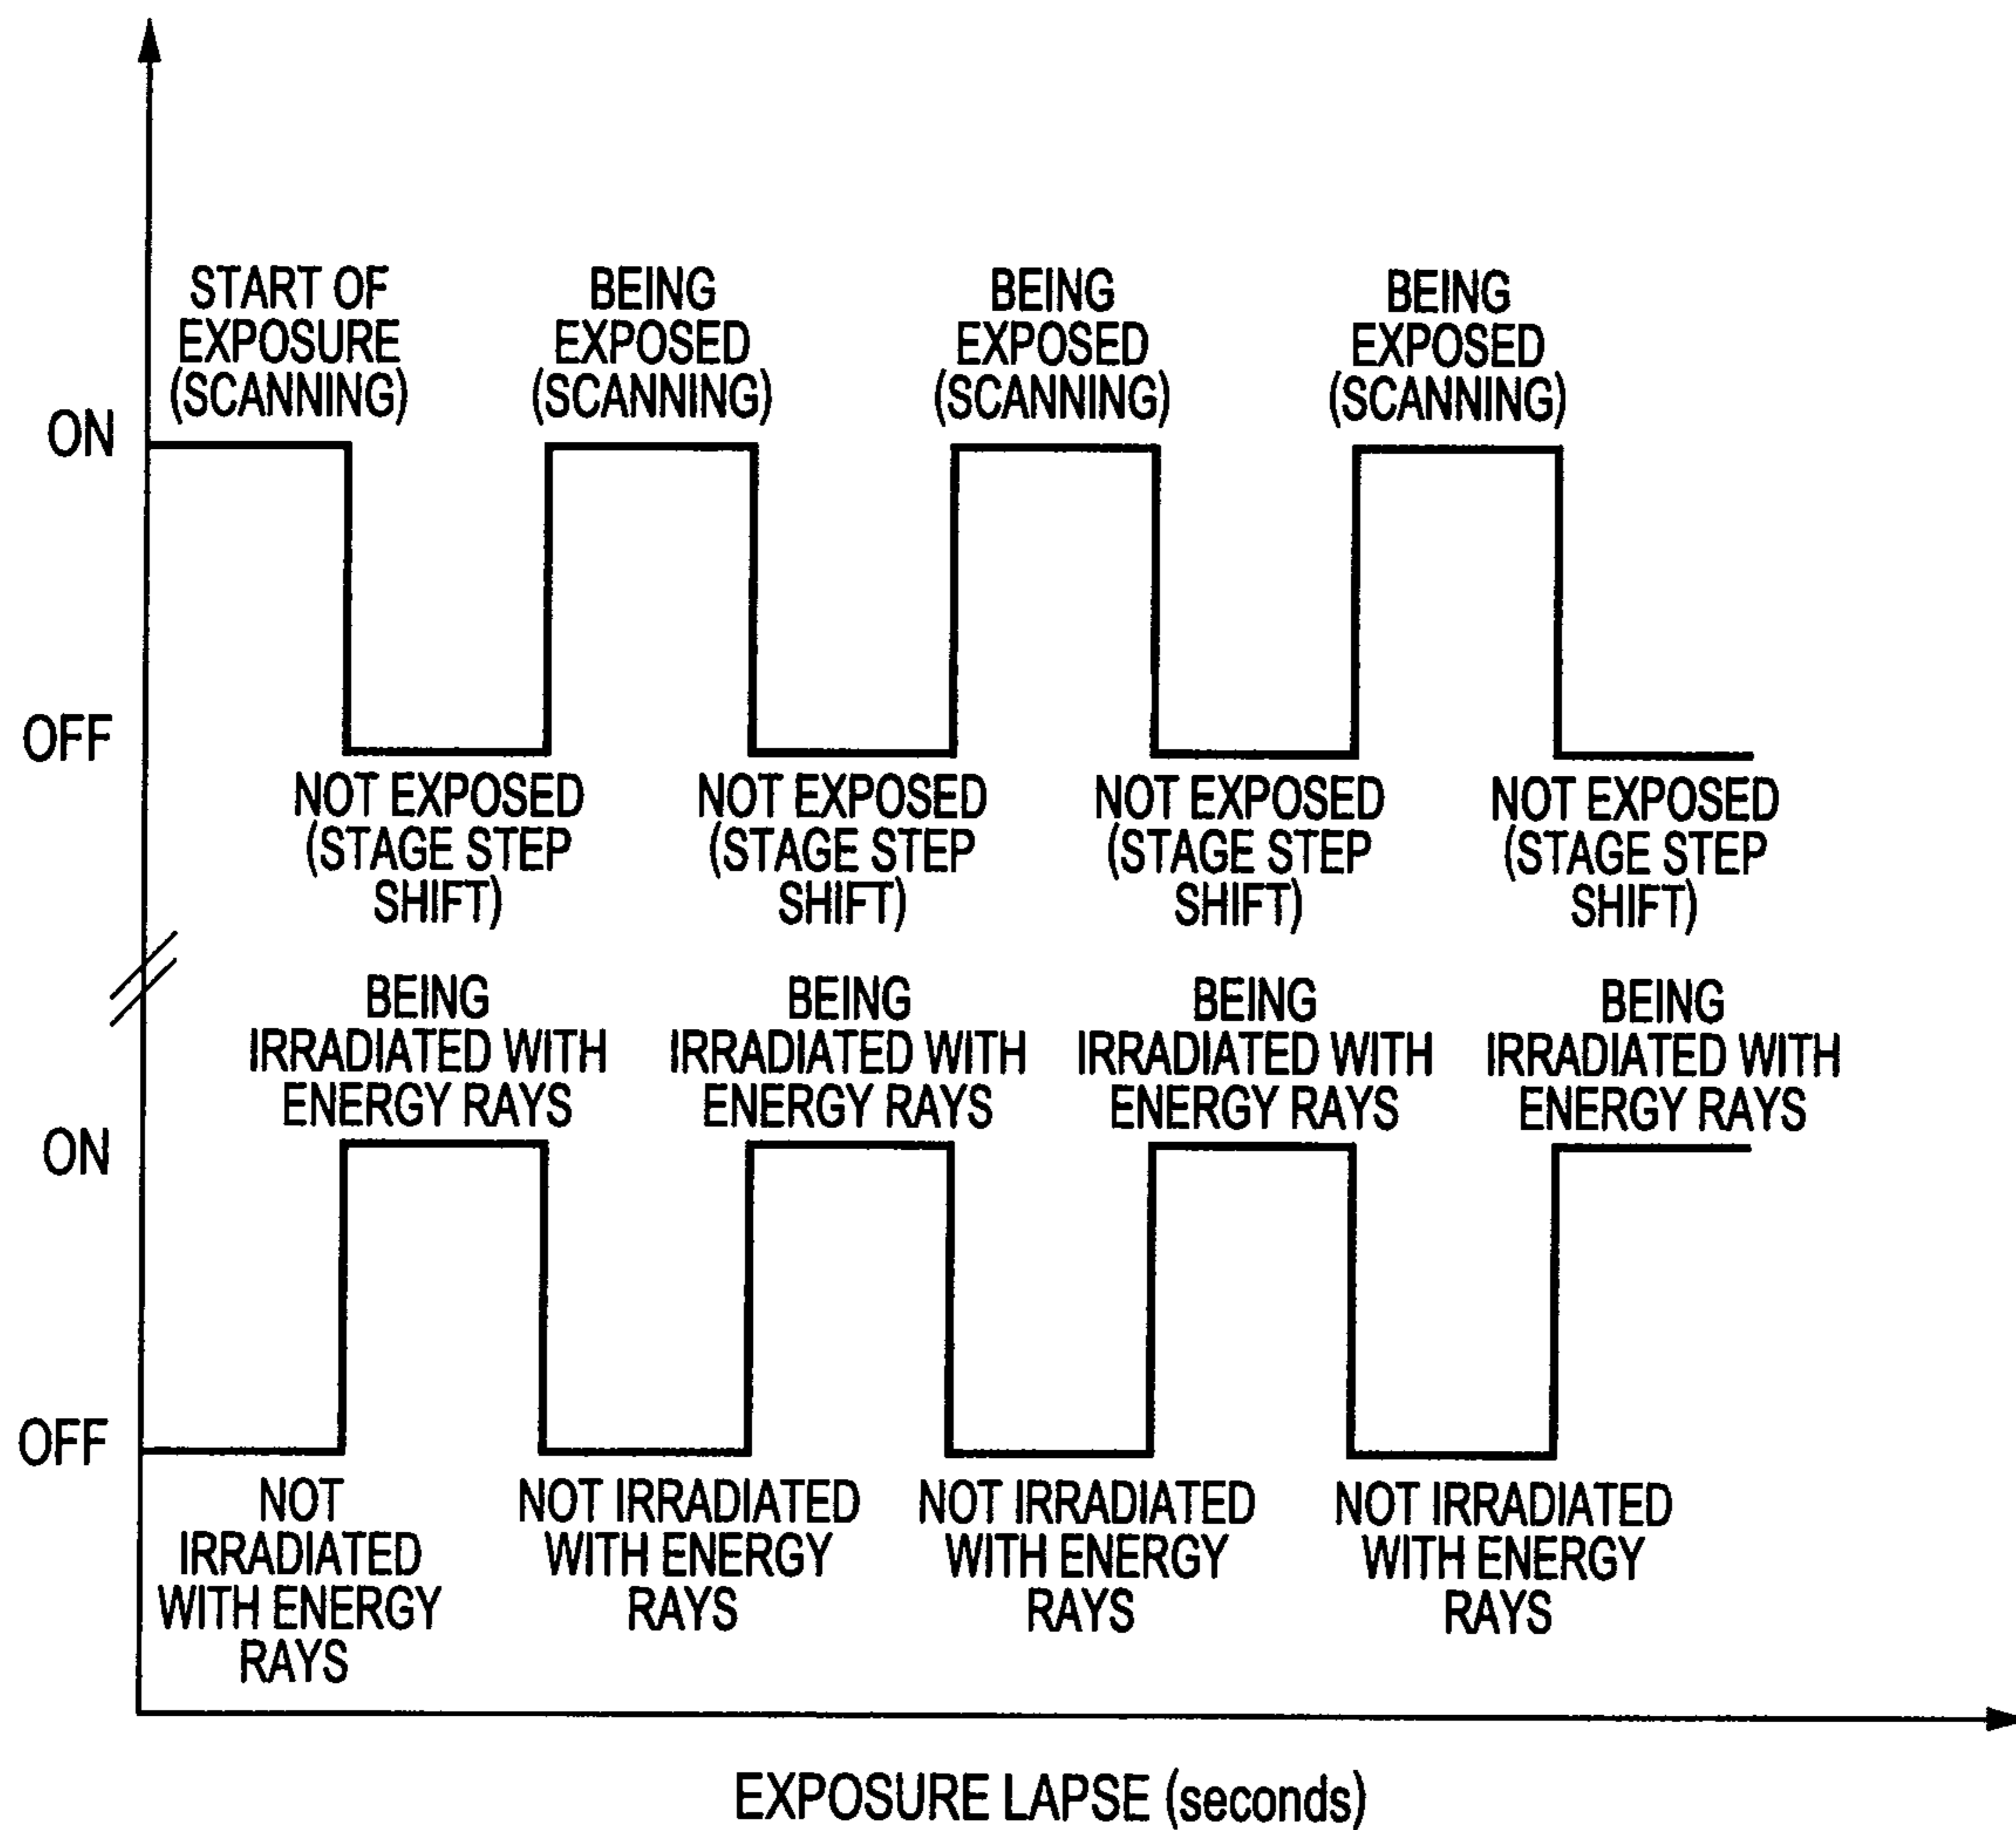 START OF
EXPOSURE
(SCANNING)
BEING
EXPOSED
(SCANNING)
BEING
EXPOSED
(SCANNING)
BEING
EXPOSED
(SCANNING)
ON
OFF
NOT EXPOSED
(STAGE STEP
SHIFT)
NOT EXPOSED
(STAGE STEP
SHIFT)
NOT EXPOSED
(STAGE STEP
SHIFT)
NOT EXPOSED
(STAGE STEP
SHIFT)
BEING
IRRADIATED WITH
ENERGY RAYS
BEING
IRRADIATED WITH
ENERGY RAYS
BEING
IRRADIATED WITH
ENERGY RAYS
BEING
IRRADIATED WITH
ENERGY RAYS
ON
OFF
NOT
IRRADIATED
WITH ENERGY
RAYS
NOT IRRADIATED
WITH ENERGY
RAYS
NOT IRRADIATED
WITH ENERGY
RAYS
NOT IRRADIATED
WITH ENERGY
RAYS
EXPOSURE LAPSE (seconds)